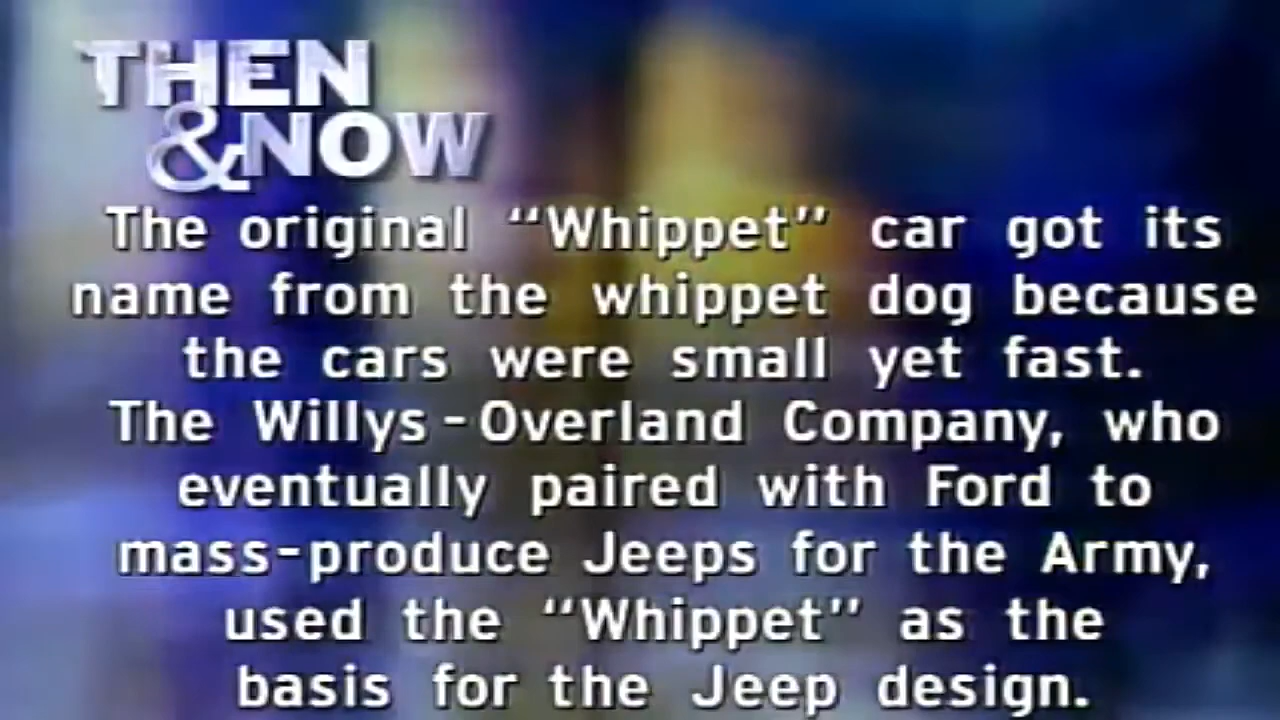 THEN
&NOW
The original “Whippet” car got its
name from the whippet dog because
the cars were small yet fast.
The Willys-Overland Company, who
eventually paired with Ford to
mass-produce Jeeps for the Army,
used the “Whippet” as the
basis for the Jeep design.